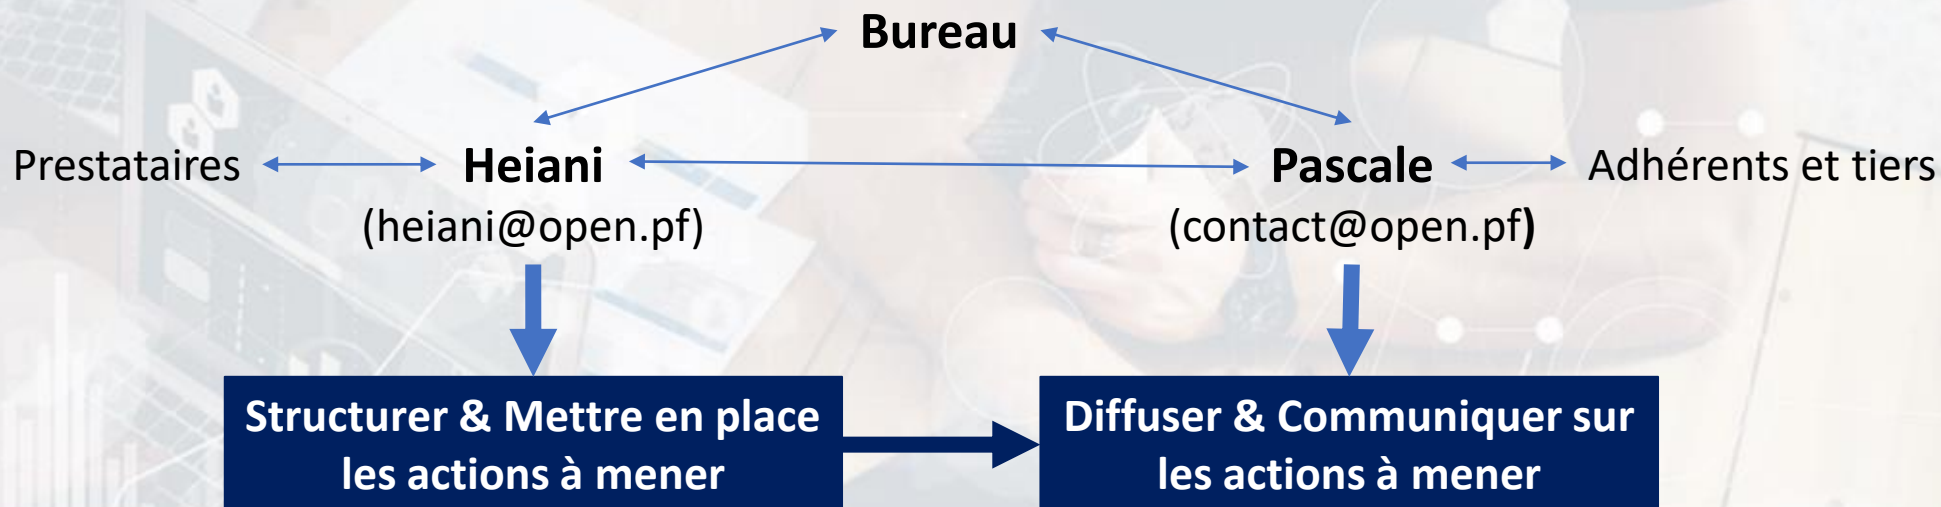 Bureau
Prestataires
Heiani
Pascale
Adhérents et tiers
(heiani@open.pf)
(contact@open.pf)
Structurer & Mettre en place
les actions à mener
Diffuser & Communiquer sur
les actions à mener